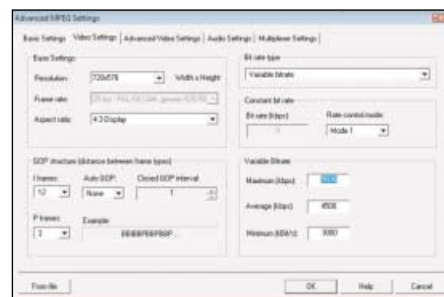 Advanced MPEG Settings
Basic Settings Video Settings Advanced Video Settings Audio Settings Multiplexer Settings
Basic Settings
Resolution: 720x576 Width x Height
Frame rate:
Aspect ratio: 4:3 Display
Bit rate type
Variable bitrate
Constant bit rate
Bit rate (kbps) Rate control mode:
Mode 1
GOP structure (distance between frame types)
I frames: Auto GOP: Closed GOP interval:
12 None 1
P frames: Example:
3
Variable Bitrate
Maximum (kbps):
Average (kbps): 4500
Minimum 3000
From file OK Help Cancel